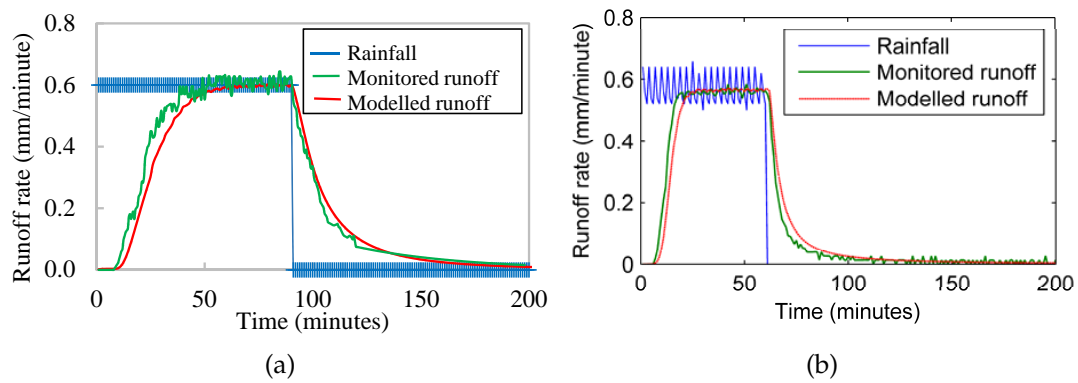 0.8
0.6
0.4
0.2
0.0
Runoff rate (mm/minute)
Rainfall
Monitored runoff
Modelled runoff
0 50 100 150 200
Time (minutes)
(a)
0.8
0.6
0.4
0.2
0
Runoff rate (mm/minute)
Rainfall
Monitored runoff
Modelled runoff
0 50 100 150 200
Time (minutes)
(b)